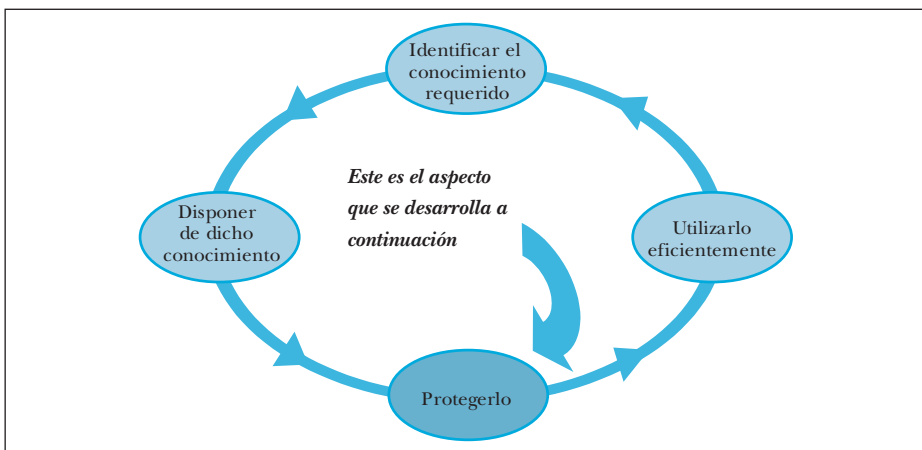 Identificar el
conocimiento
requerido
Este es el aspecto
que se desarrolla a
continuación
Disponer
de dicho
conocimiento
Utilizarlo
eficientemente
Protegerlo